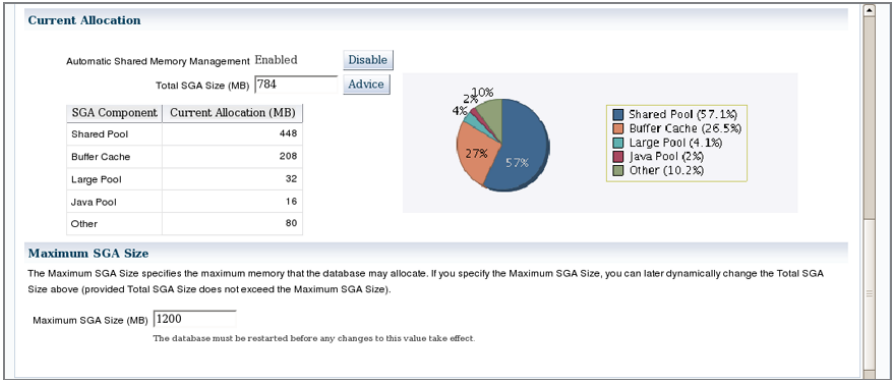 Current Allocation
Automatic Shared Memory Management Enabled Disable
Total SGA Size (MB) 784 Advice
SGA Component Current Allocation (MB)
Shared Pool 448
Buffer Cache 208
Large Pool 32
Java Pool 16
Other 80
10%
2%
4%
27%
57%
Shared Pool (57.1%)
Buffer Cache (26.5%)
Large Pool (4.1%)
Java Pool (2%)
Other (10.2%)
Maximum SGA Size
The Maximum SGA Size specifies the maximum memory that the database may allocate. If you specify the Maximum SGA Size, you can later dynamically change the Total SGA
Size above (provided Total SGA Size does not exceed the Maximum SGA Size).
Maximum SGA Size (MB) 1200
The database must be restarted before any changes to this value take effect.